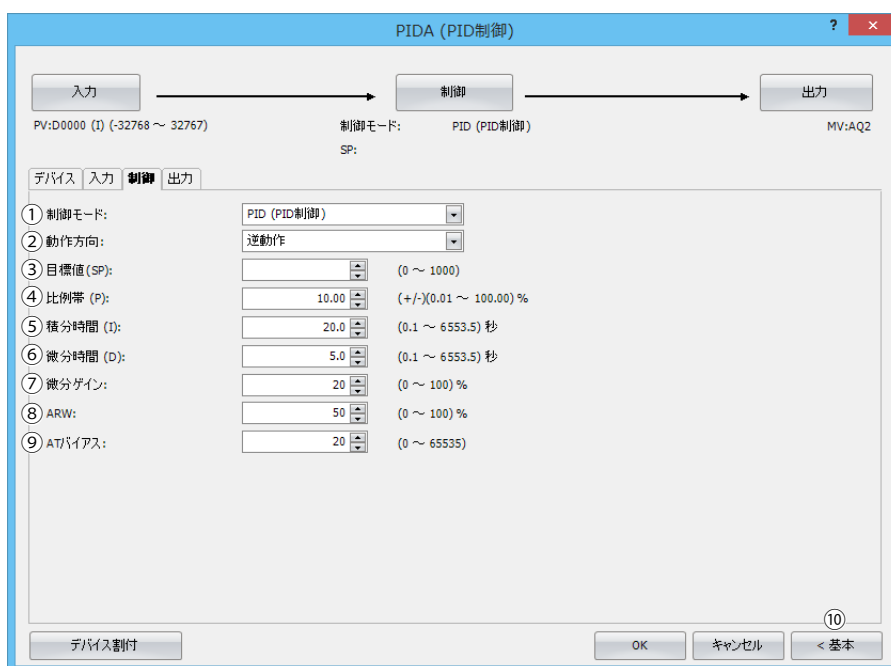 PIDA (PID制御)
? ×
入力 制御 出力
PV:D0000 (I) (-32768 ～ 32767) 制御モード: PID (PID制御) MV:AQ2
SP:
デバイス 入力 制御 出力
① 制御モード: PID (PID制御)
② 動作方向: 逆動作
③ 目標値(SP): (0 ～ 1000)
④ 比例帯 (P): 10.00 (+/-)(0.01 ～ 100.00) %
⑤ 積分時間 (I): 20.0 (0.1 ～ 6553.5) 秒
⑥ 微分時間 (D): 5.0 (0.1 ～ 6553.5) 秒
⑦ 微分ゲイン: 20 (0 ～ 100) %
⑧ ARW: 50 (0 ～ 100) %
⑨ ATバイアス: 20 (0 ～ 65535)
⑩
デバイス割付 OK キャンセル < 基本